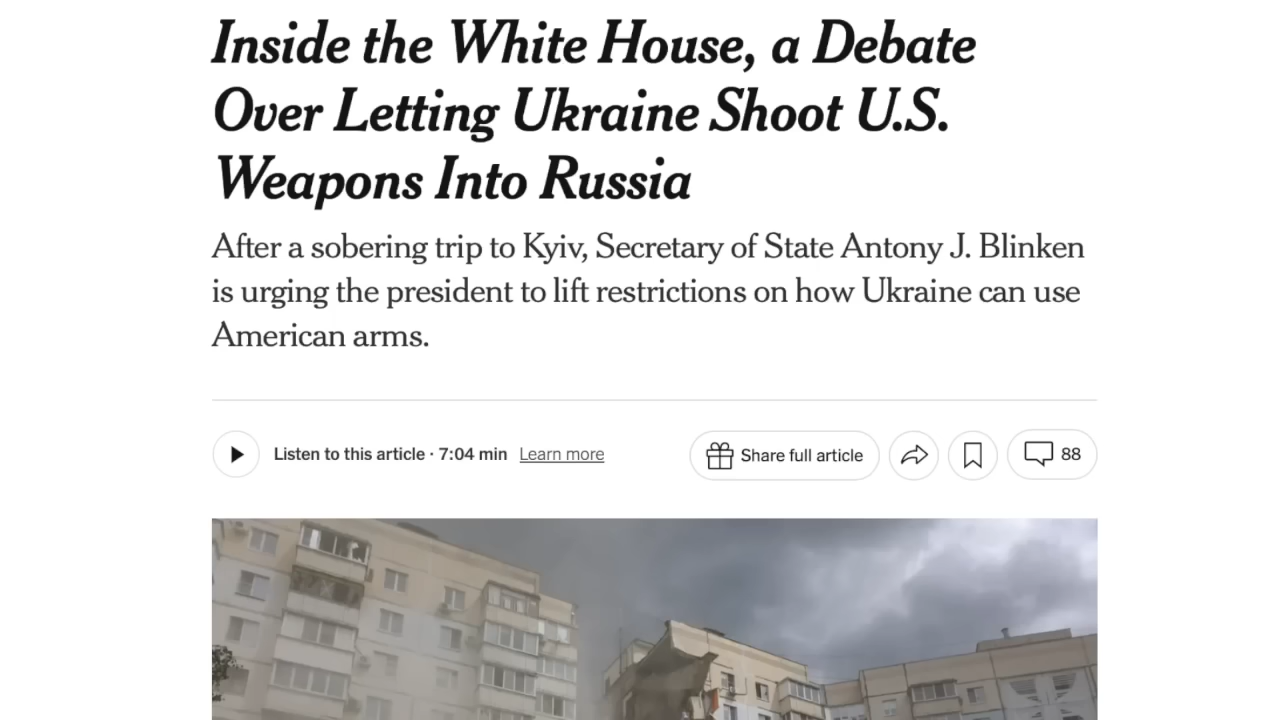 Inside the White House, a Debate
Over Letting Ukraine Shoot U.S.
Weapons Into Russia
After a sobering trip to Kyiv, Secretary of State Antony J. Blinken
is urging the president to lift restrictions on how Ukraine can use
American arms.
Listen to this article · 7:04 min Learn more
Share full article
88